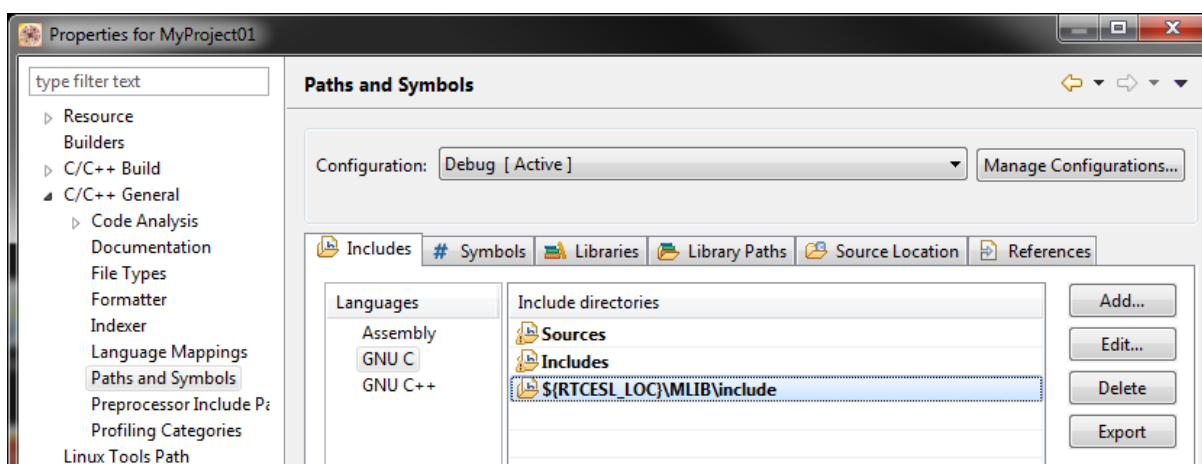 Properties for MyProject01
type filter text
Resource
Builders
C/C++ Build
C/C++ General
Code Analysis
Documentation
File Types
Formatter
Indexer
Language Mappings
Paths and Symbols
Preprocessor Include Pa
Profiling Categories
Linux Tools Path
Paths and Symbols
Configuration: Debug [ Active ] Manage Configurations...
Includes # Symbols Libraries Library Paths Source Location References
Languages
Assembly
GNU C
GNU C++
Include directories
Sources
Includes
${RTCESL_LOC}\MLIB\include
Add...
Edit...
Delete
Export